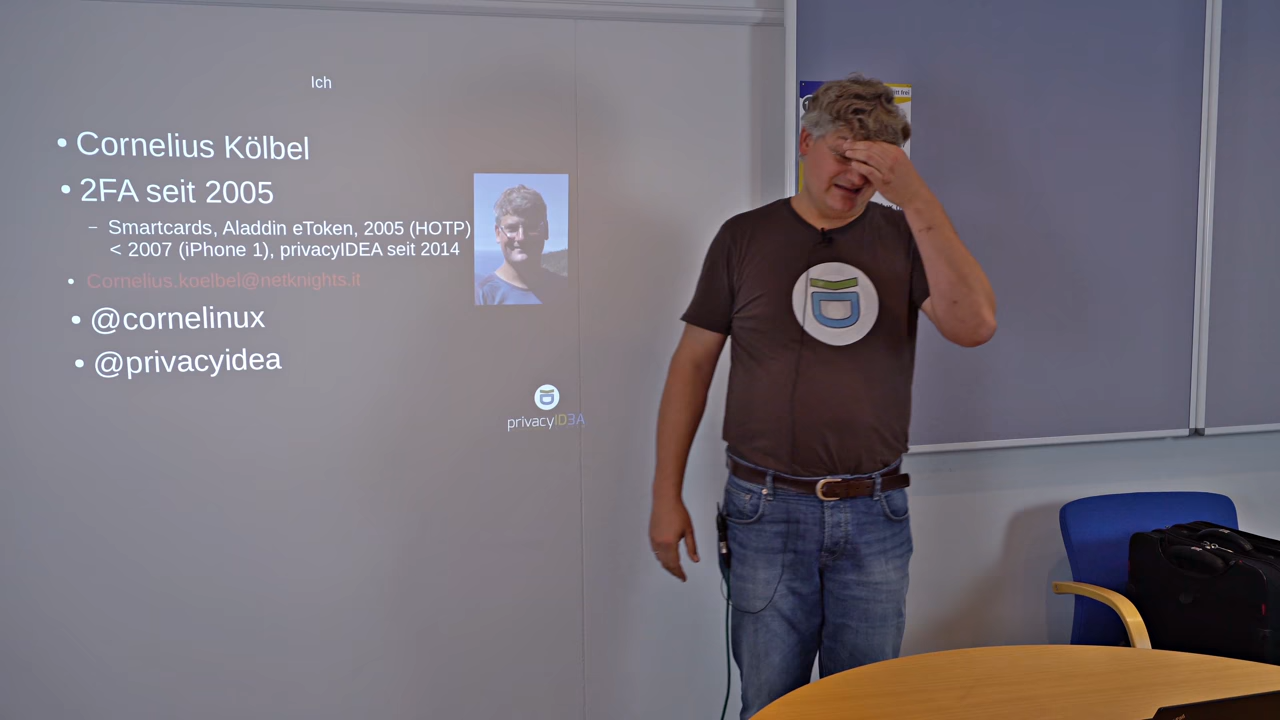 Ich
• Cornelius Kölbel
• 2FA seit 2005
– Smartcards, Aladdin eToken, 2005 (HOTP)
< 2007 (iPhone 1), privacyIDEA seit 2014
• Cornelius.koelbel@netknights.it
• @cornelinux
• @privacyidea
privacyIDEA